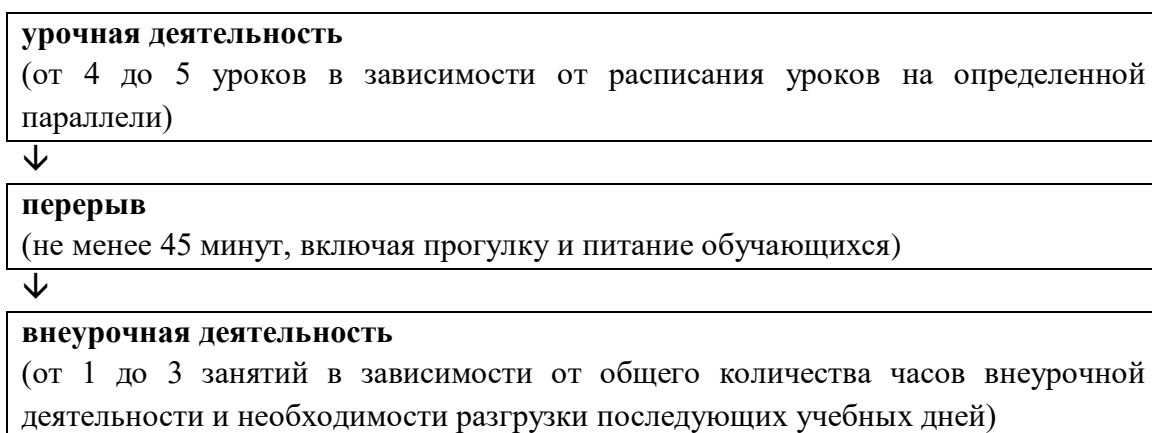 урочная деятельность
(от 4 до 5 уроков в зависимости от расписания уроков на определенной
параллели)
↓
перерыв
(не менее 45 минут, включая прогулку и питание обучающихся)
↓
внеурочная деятельность
(от 1 до 3 занятий в зависимости от общего количества часов внеурочной
деятельности и необходимости разгрузки последующих учебных дней)